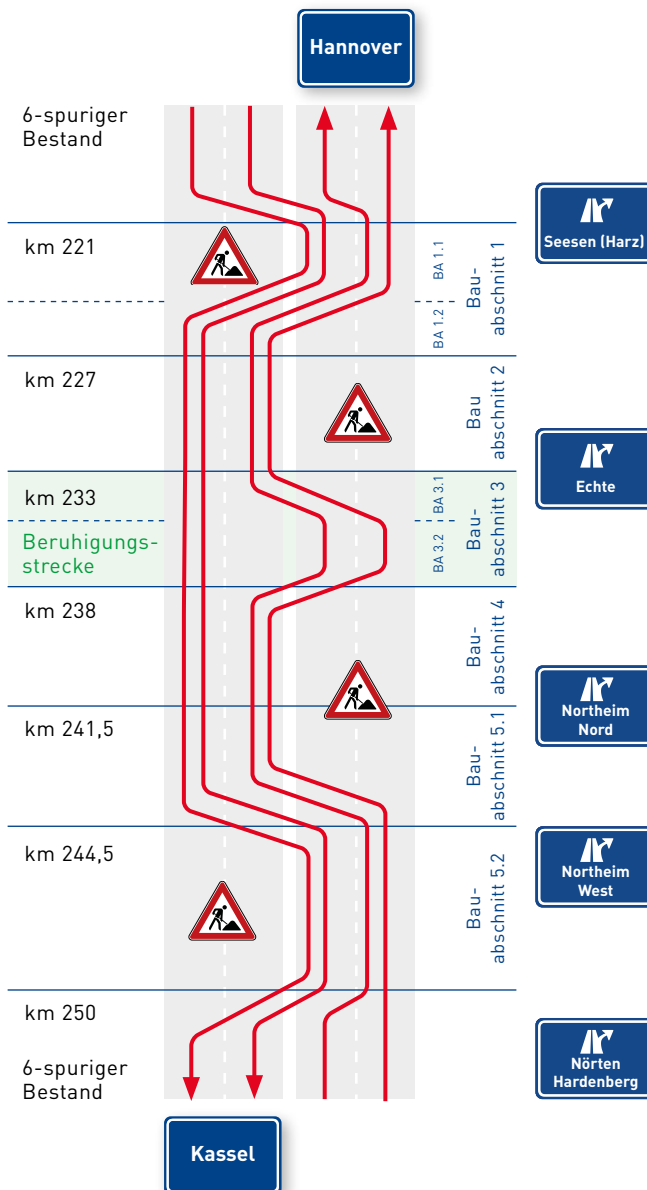 Hannover
6-spuriger
Bestand
Seesen (Harz)
km 221
BA 1.1
BA 1.2
Bau-
abschnitt 1
km 227
Bau
abschnitt 2
Echte
km 233
Beruhigungs-
strecke
BA 3.1
BA 3.2
Bau-
abschnitt 3
km 238
Bau-
abschnitt 4
Northeim
Nord
km 241,5
Bau-
abschnitt 5.1
km 244,5
Bau-
abschnitt 5.2
Northeim
West
km 250
6-spuriger
Bestand
Nörten
Hardenberg
Kassel